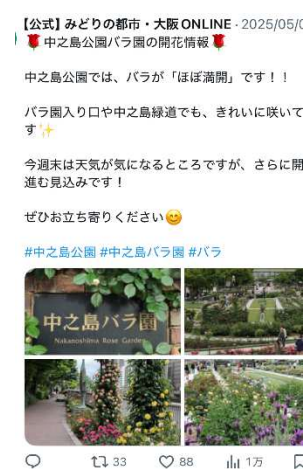 【公式】みどりの都市・大阪 ONLINE · 2025/05/0
🌹中之島公園バラ園の開花情報🌹
中之島公園では、バラが「ほぼ満開」です！！
バラ園入り口や中之島緑道でも、きれいに咲いて
す✨
今週末は天気が気になるところですが、さらに開
進む見込みです！
ぜひお立ち寄りください😊
#中之島公園 #中之島バラ園 #バラ
中之島バラ園
Nakanoshima Rose Garden
33 88 1万